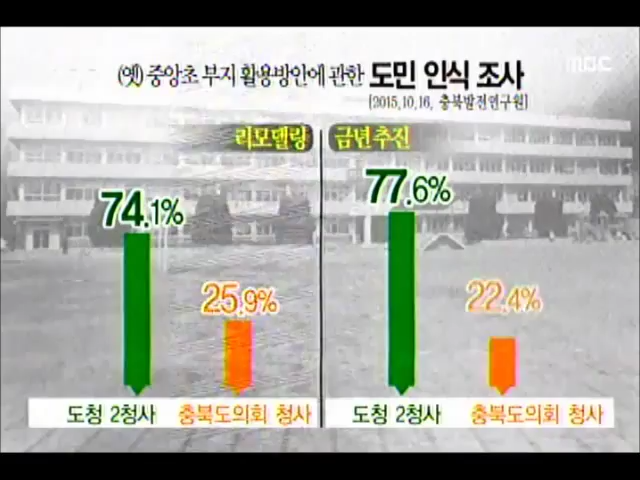 (옛) 중앙초 부지 활용방안에 관한 도민 인식 조사
MBC
[2015.10.16, 충북발전연구원]
리모델링
금년추진
74.1%
25.9%
77.6%
22.4%
도청 2청사
충북도의회 청사
도청 2청사
충북도의회 청사